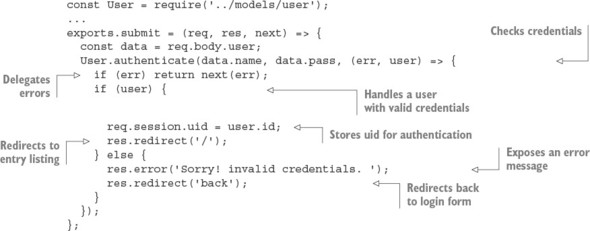 const User = require('../models/user');
...
exports.submit = (req, res, next) => {
const data = req.body.user;
Checks credentials
User.authenticate(data.name, data.pass, (err, user) => {
Delegates
errors
if (err) return next(err);
if (user) {
Handles a user
with valid credentials
req.session.uid = user.id;
Stores uid for authentication
Redirects to
entry listing
res.redirect('/');
} else {
Exposes an error
message
res.error('Sorry! invalid credentials. ');
res.redirect('back');
Redirects back
to login form
}
});
};